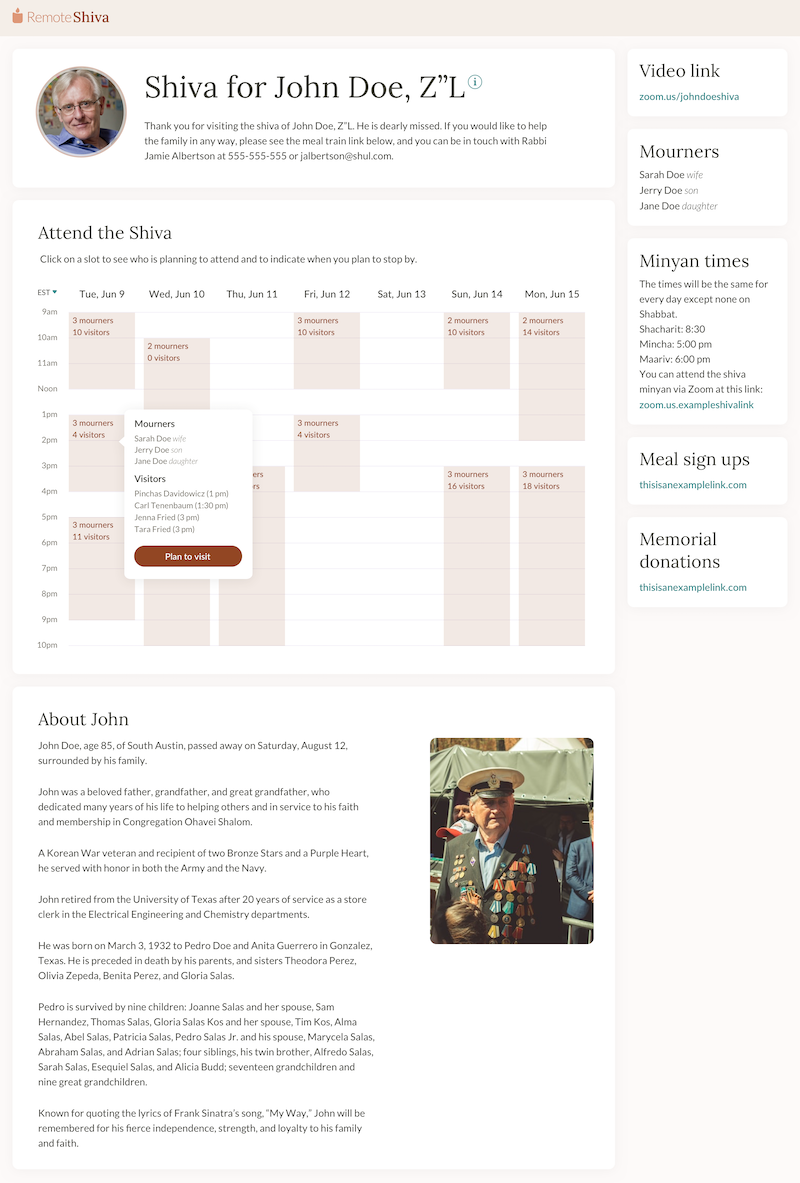 RemoteShiva
Shiva for John Doe, Z”L i
Thank you for visiting the shiva of John Doe, Z”L. He is dearly missed. If you would like to help
the family in any way, please see the meal train link below, and you can be in touch with Rabbi
Jamie Albertson at 555-555-555 or jalbertson@shul.com.
Attend the Shiva
Click on a slot to see who is planning to attend and to indicate when you plan to stop by.
EST Tue, Jun 9 Wed, Jun 10 Thu, Jun 11 Fri, Jun 12 Sat, Jun 13 Sun, Jun 14 Mon, Jun 15
9am
3 mourners 3 mourners 2 mourners 2 mourners
10 visitors 10 visitors 10 visitors 14 visitors
10am
2 mourners
0 visitors
11am
Noon
1pm
3 mourners 3 mourners
4 visitors 4 visitors
2pm
Mourners
Sarah Doe wife
Jerry Doe son
Jane Doe daughter
Visitors
Pinchas Davidowicz (1 pm)
Carl Tenenbaum (1:30 pm)
Jenna Fried (3 pm)
Tara Fried (3 pm)
Plan to visit
3pm
ers 3 mourners 3 mourners
rs 16 visitors 18 visitors
4pm
5pm
3 mourners
11 visitors
6pm
7pm
8pm
9pm
10pm
About John
John Doe, age 85, of South Austin, passed away on Saturday, August 12,
surrounded by his family.
John was a beloved father, grandfather, and great grandfather, who
dedicated many years of his life to helping others and in service to his faith
and membership in Congregation Ohavei Shalom.
A Korean War veteran and recipient of two Bronze Stars and a Purple Heart,
he served with honor in both the Army and the Navy.
John retired from the University of Texas after 20 years of service as a store
clerk in the Electrical Engineering and Chemistry departments.
He was born on March 3, 1932 to Pedro Doe and Anita Guerrero in Gonzalez,
Texas. He is preceded in death by his parents, and sisters Theodora Perez,
Olivia Zepeda, Benita Perez, and Gloria Salas.
Pedro is survived by nine children: Joanne Salas and her spouse, Sam
Hernandez, Thomas Salas, Gloria Salas Kos and her spouse, Tim Kos, Alma
Salas, Abel Salas, Patricia Salas, Pedro Salas Jr. and his spouse, Marycela Salas,
Abraham Salas, and Adrian Salas; four siblings, his twin brother, Alfredo Salas,
Sarah Salas, Esequiel Salas, and Alicia Budd; seventeen grandchildren and
nine great grandchildren.
Known for quoting the lyrics of Frank Sinatra’s song, “My Way,” John will be
remembered for his fierce independence, strength, and loyalty to his family
and faith.
Video link
zoom.us/johndoeshiva
Mourners
Sarah Doe wife
Jerry Doe son
Jane Doe daughter
Minyan times
The times will be the same for
every day except none on
Shabbat.
Shacharit: 8:30
Mincha: 5:00 pm
Maariv: 6:00 pm
You can attend the shiva
minyan via Zoom at this link:
zoom.us.exampleshivalink
Meal sign ups
thisisanexamplelink.com
Memorial
donations
thisisanexamplelink.com